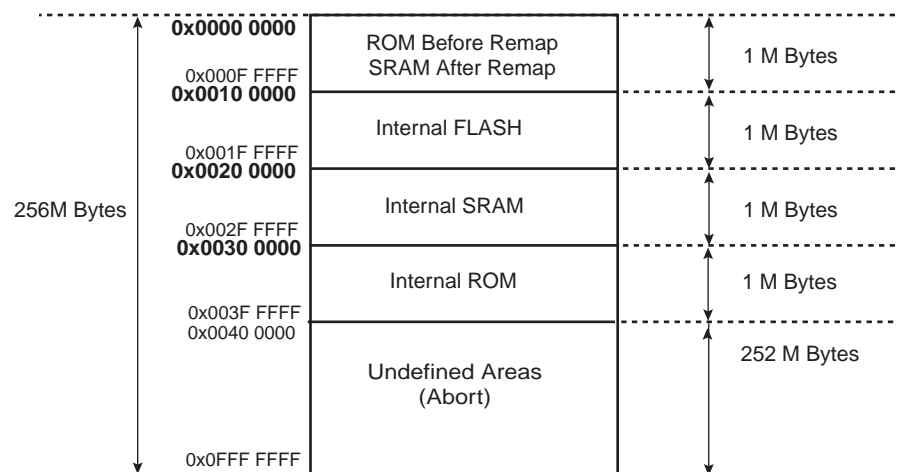 0x0000 0000
ROM Before Remap
SRAM After Remap
1 M Bytes
0x000F FFFF
0x0010 0000
Internal FLASH
1 M Bytes
0x001F FFFF
0x0020 0000
256M Bytes
Internal SRAM
1 M Bytes
0x002F FFFF
0x0030 0000
Internal ROM
1 M Bytes
0x003F FFFF
0x0040 0000
252 M Bytes
Undefined Areas
(Abort)
0x0FFF FFFF